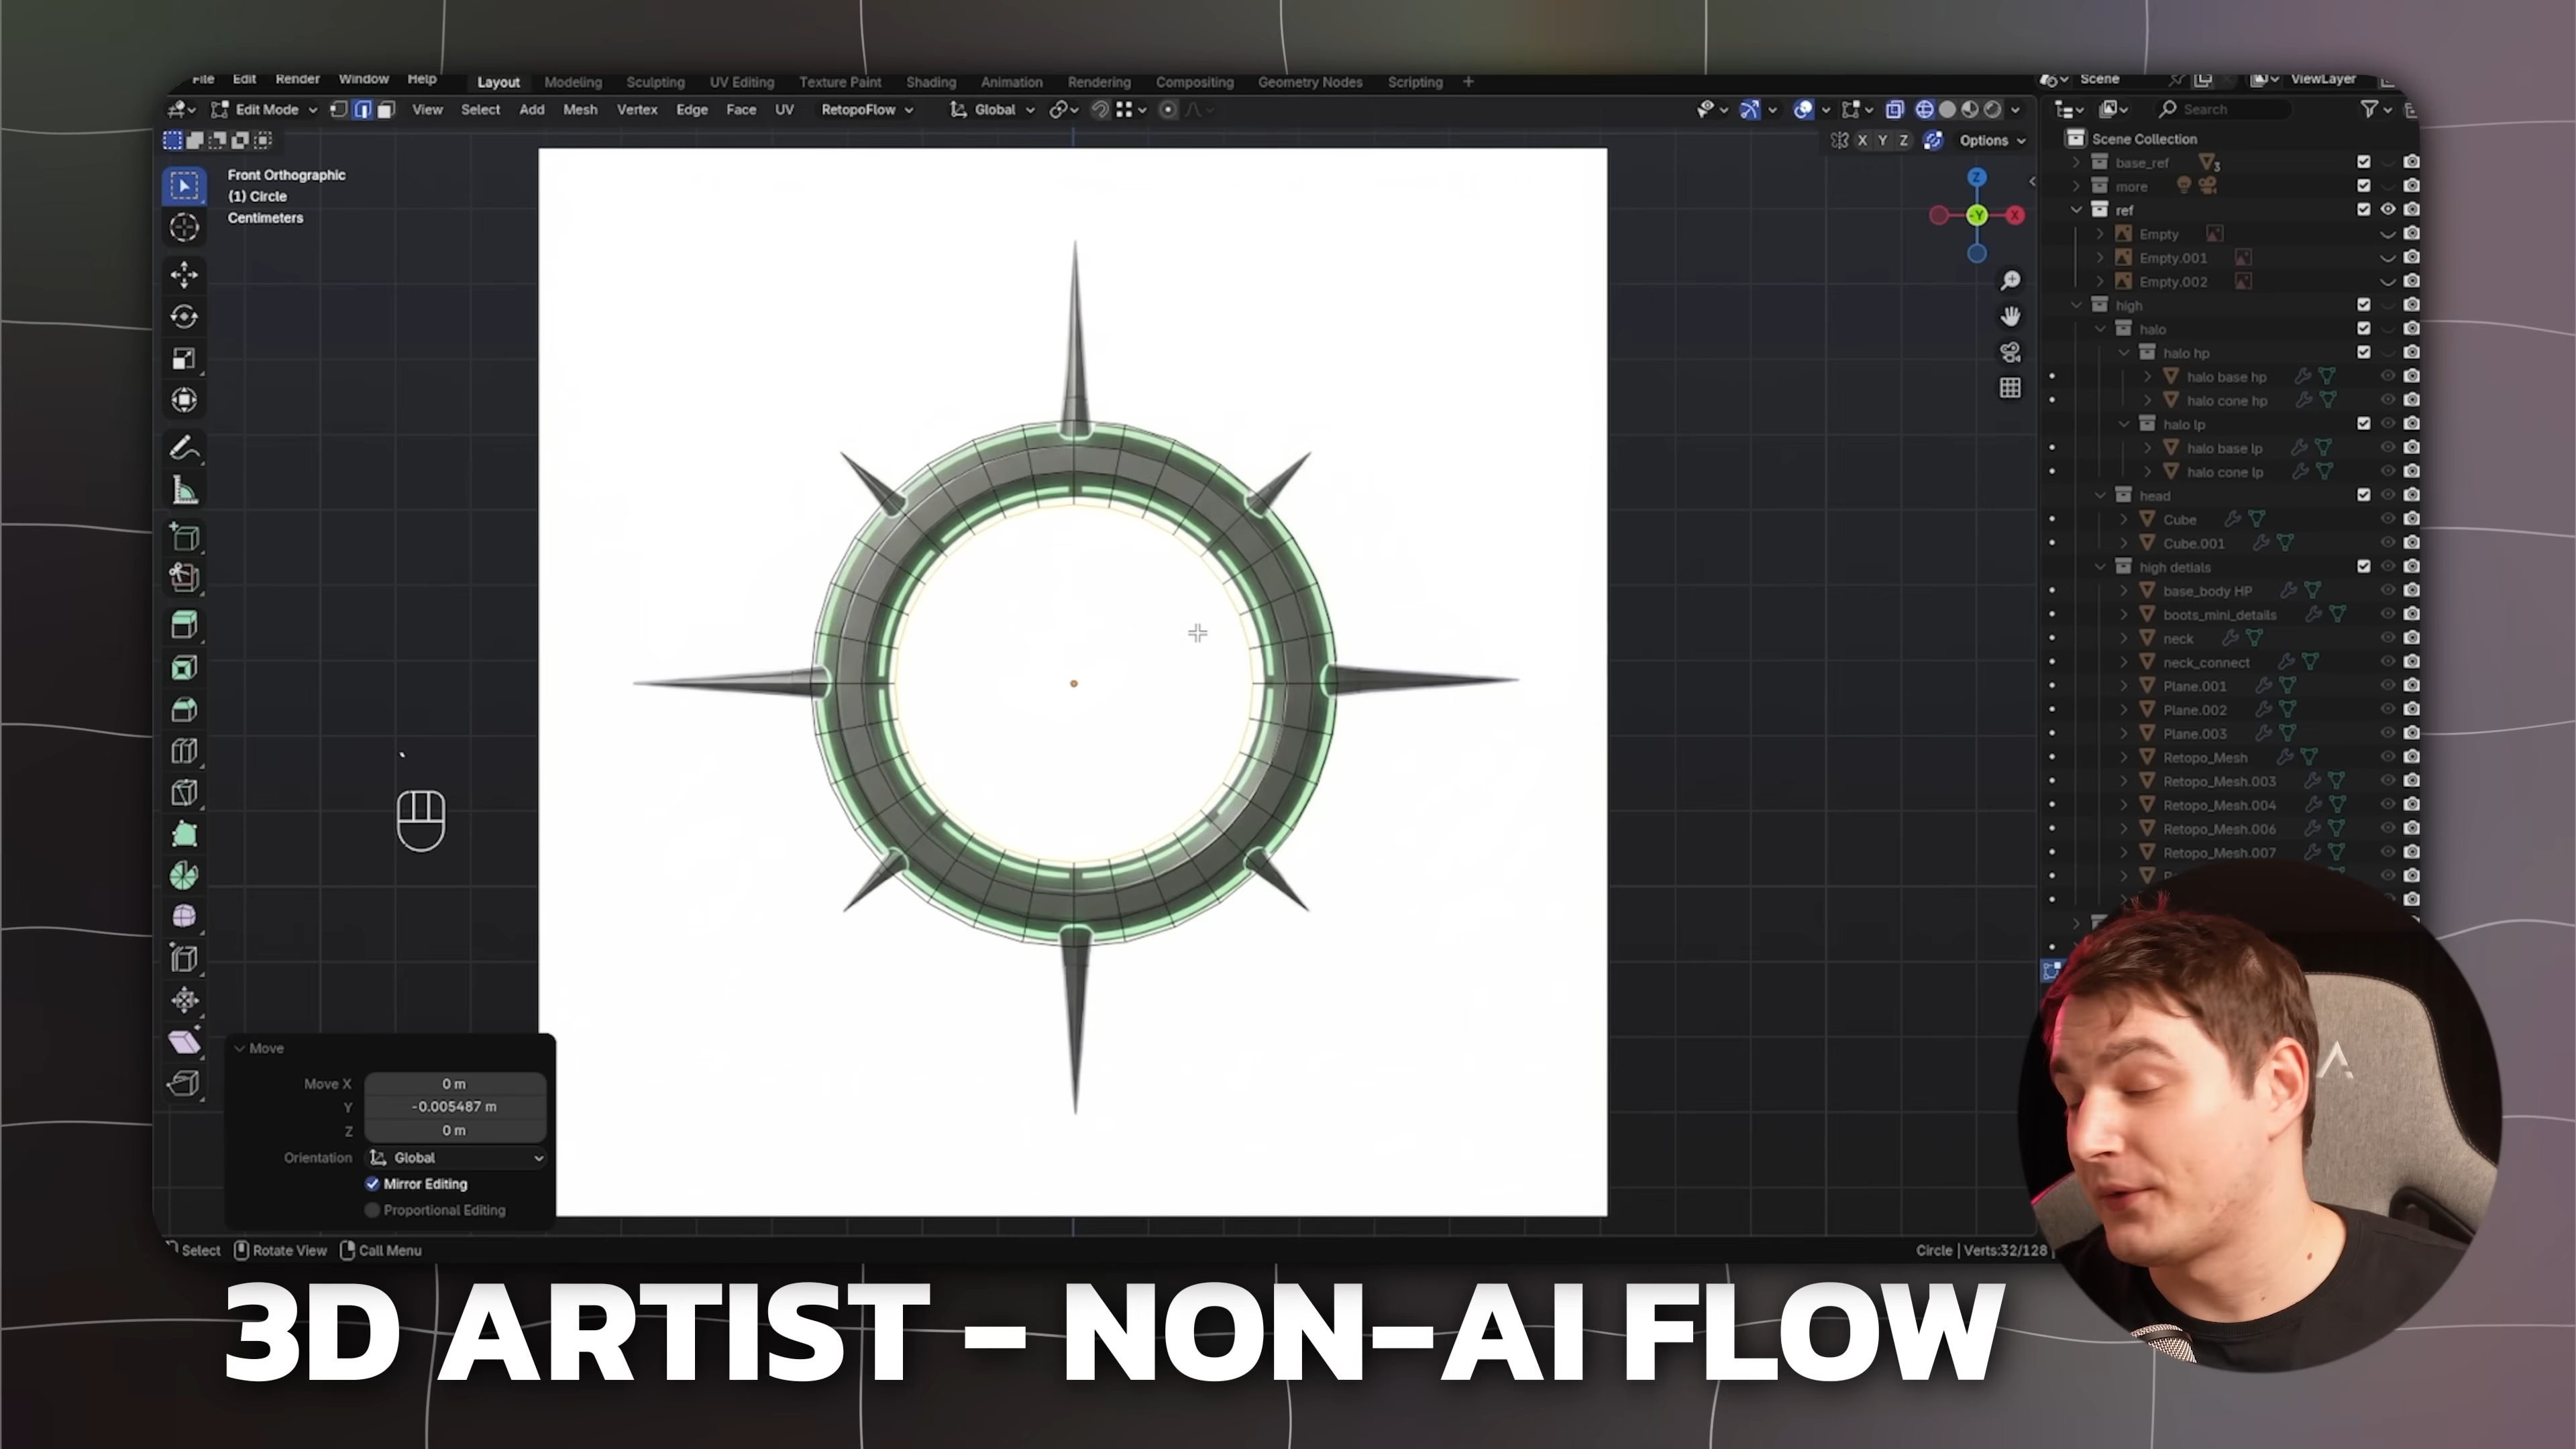 File Edit Render Window Help Layout Modeling Sculpting UV Editing Texture Paint Shading Animation Rendering Compositing Geometry Nodes Scripting + Scene ViewLayer
Edit Mode View Select Add Mesh Vertex Edge Face UV RetopoFlow Global Search
X Y Z Options
Scene Collection
Front Orthographic
(1) Circle
Centimeters
Z
-Y
X
base_ref 3
more
ref
Empty
Empty.001
Empty.002
high
halo
halo hp
halo base hp
halo cone hp
halo lp
halo base lp
halo cone lp
head
Cube
Cube.001
high detials
base_body HP
boots_mini_details
neck
neck_connect
Plane.001
Plane.002
Plane.003
Retopo_Mesh
Retopo_Mesh.003
Retopo_Mesh.004
Retopo_Mesh.006
Retopo_Mesh.007
Move
Move X 0 m
Y -0.005487 m
Z 0 m
Orientation Global
Mirror Editing
Proportional Editing
Select Rotate View Call Menu Circle | Verts:32/128
3D ARTIST - NON-AI FLOW